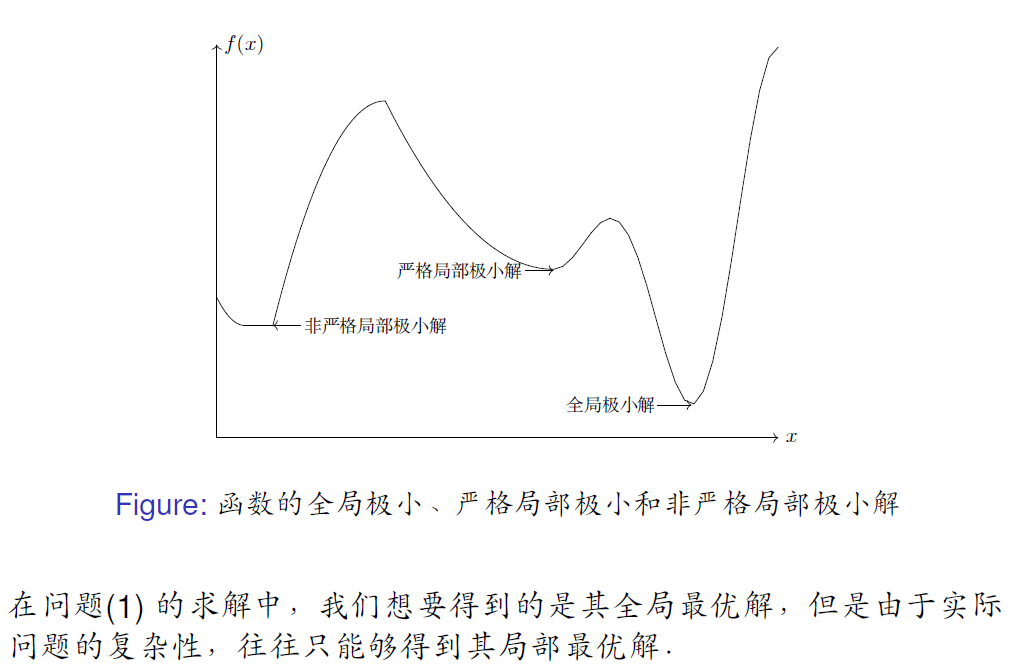 f(x)
严格局部极小解
非严格局部极小解
全局极小解
x
Figure: 函数的全局极小、严格局部极小和非严格局部极小解
在问题(1) 的求解中，我们想要得到的是其全局最优解，但是由于实际
问题的复杂性，往往只能够得到其局部最优解.